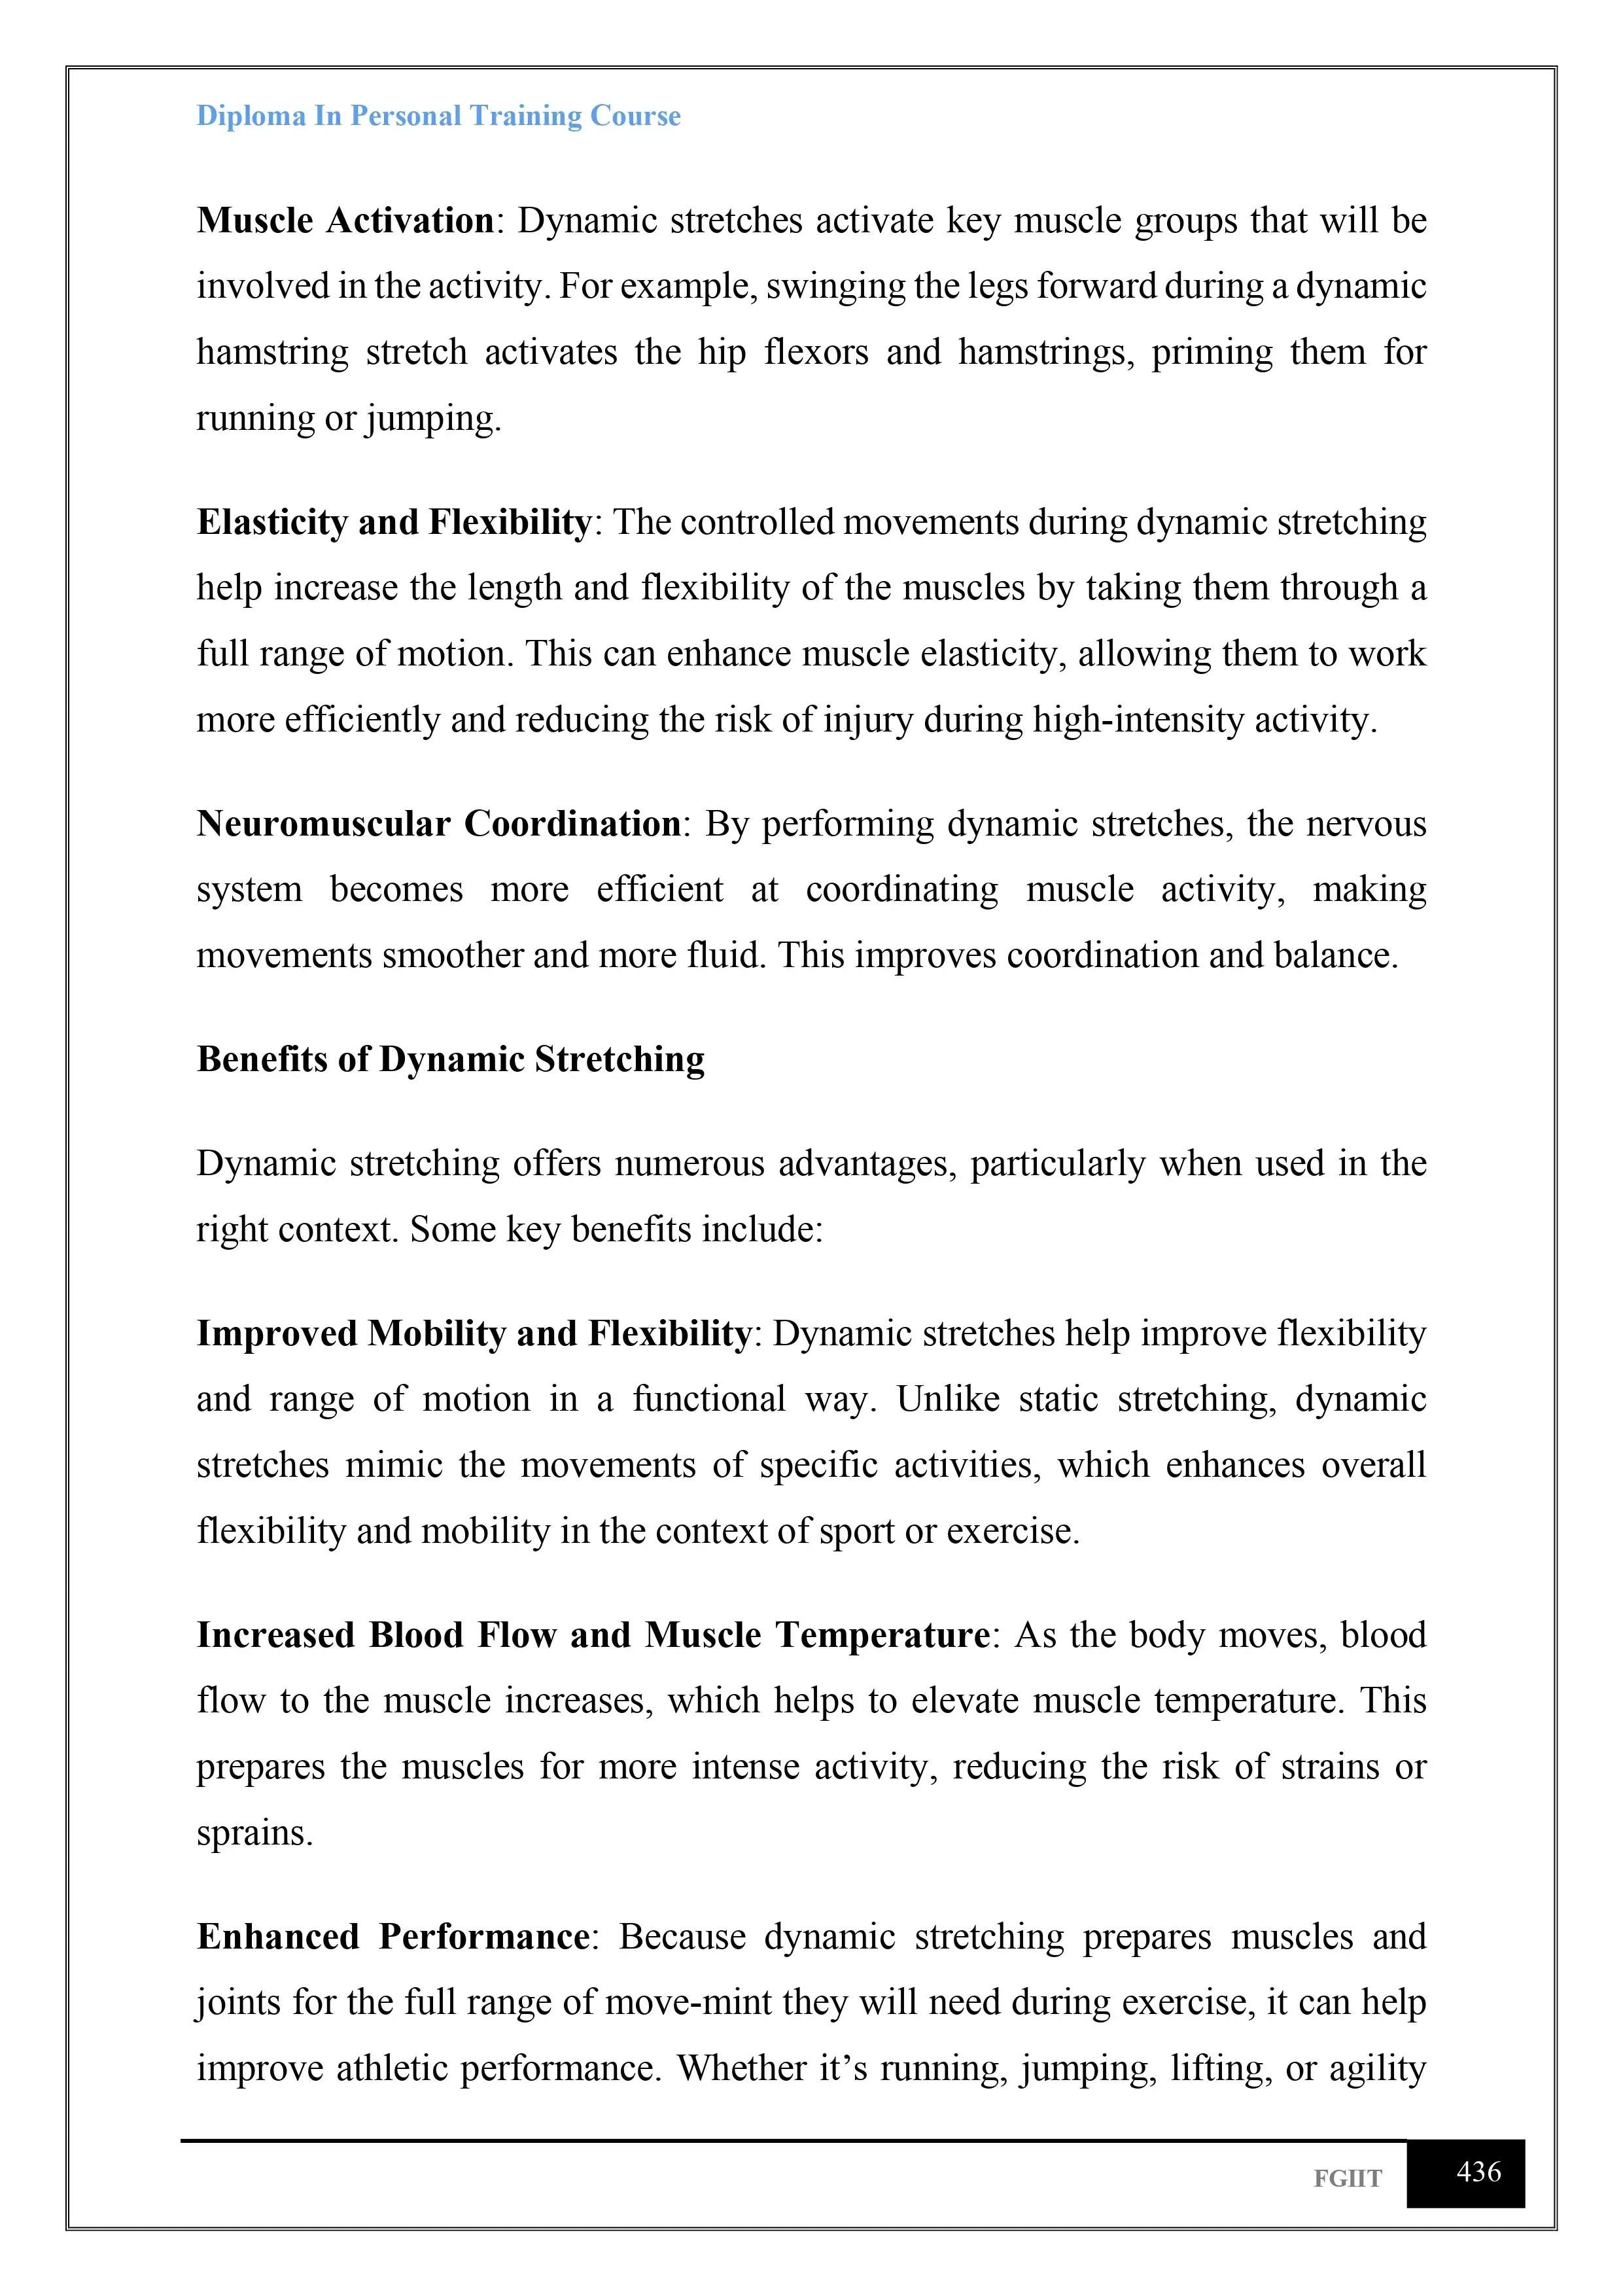 Diploma In Personal Training Course
Muscle Activation: Dynamic stretches activate key muscle groups that will be
involved in the activity. For example, swinging the legs forward during a dynamic
hamstring stretch activates the hip flexors and hamstrings, priming them for
running or jumping.
Elasticity and Flexibility: The controlled movements during dynamic stretching
help increase the length and flexibility of the muscles by taking them through a
full range of motion. This can enhance muscle elasticity, allowing them to work
more efficiently and reducing the risk of injury during high-intensity activity.
Neuromuscular Coordination: By performing dynamic stretches, the nervous
system becomes more efficient at coordinating muscle activity, making
movements smoother and more fluid. This improves coordination and balance.
Benefits of Dynamic Stretching
Dynamic stretching offers numerous advantages, particularly when used in the
right context. Some key benefits include:
Improved Mobility and Flexibility: Dynamic stretches help improve flexibility
and range of motion in a functional way. Unlike static stretching, dynamic
stretches mimic the movements of specific activities, which enhances overall
flexibility and mobility in the context of sport or exercise.
Increased Blood Flow and Muscle Temperature: As the body moves, blood
flow to the muscle increases, which helps to elevate muscle temperature. This
prepares the muscles for more intense activity, reducing the risk of strains or
sprains.
Enhanced Performance: Because dynamic stretching prepares muscles and
joints for the full range of move-mint they will need during exercise, it can help
improve athletic performance. Whether it’s running, jumping, lifting, or agility
FGIIT 436